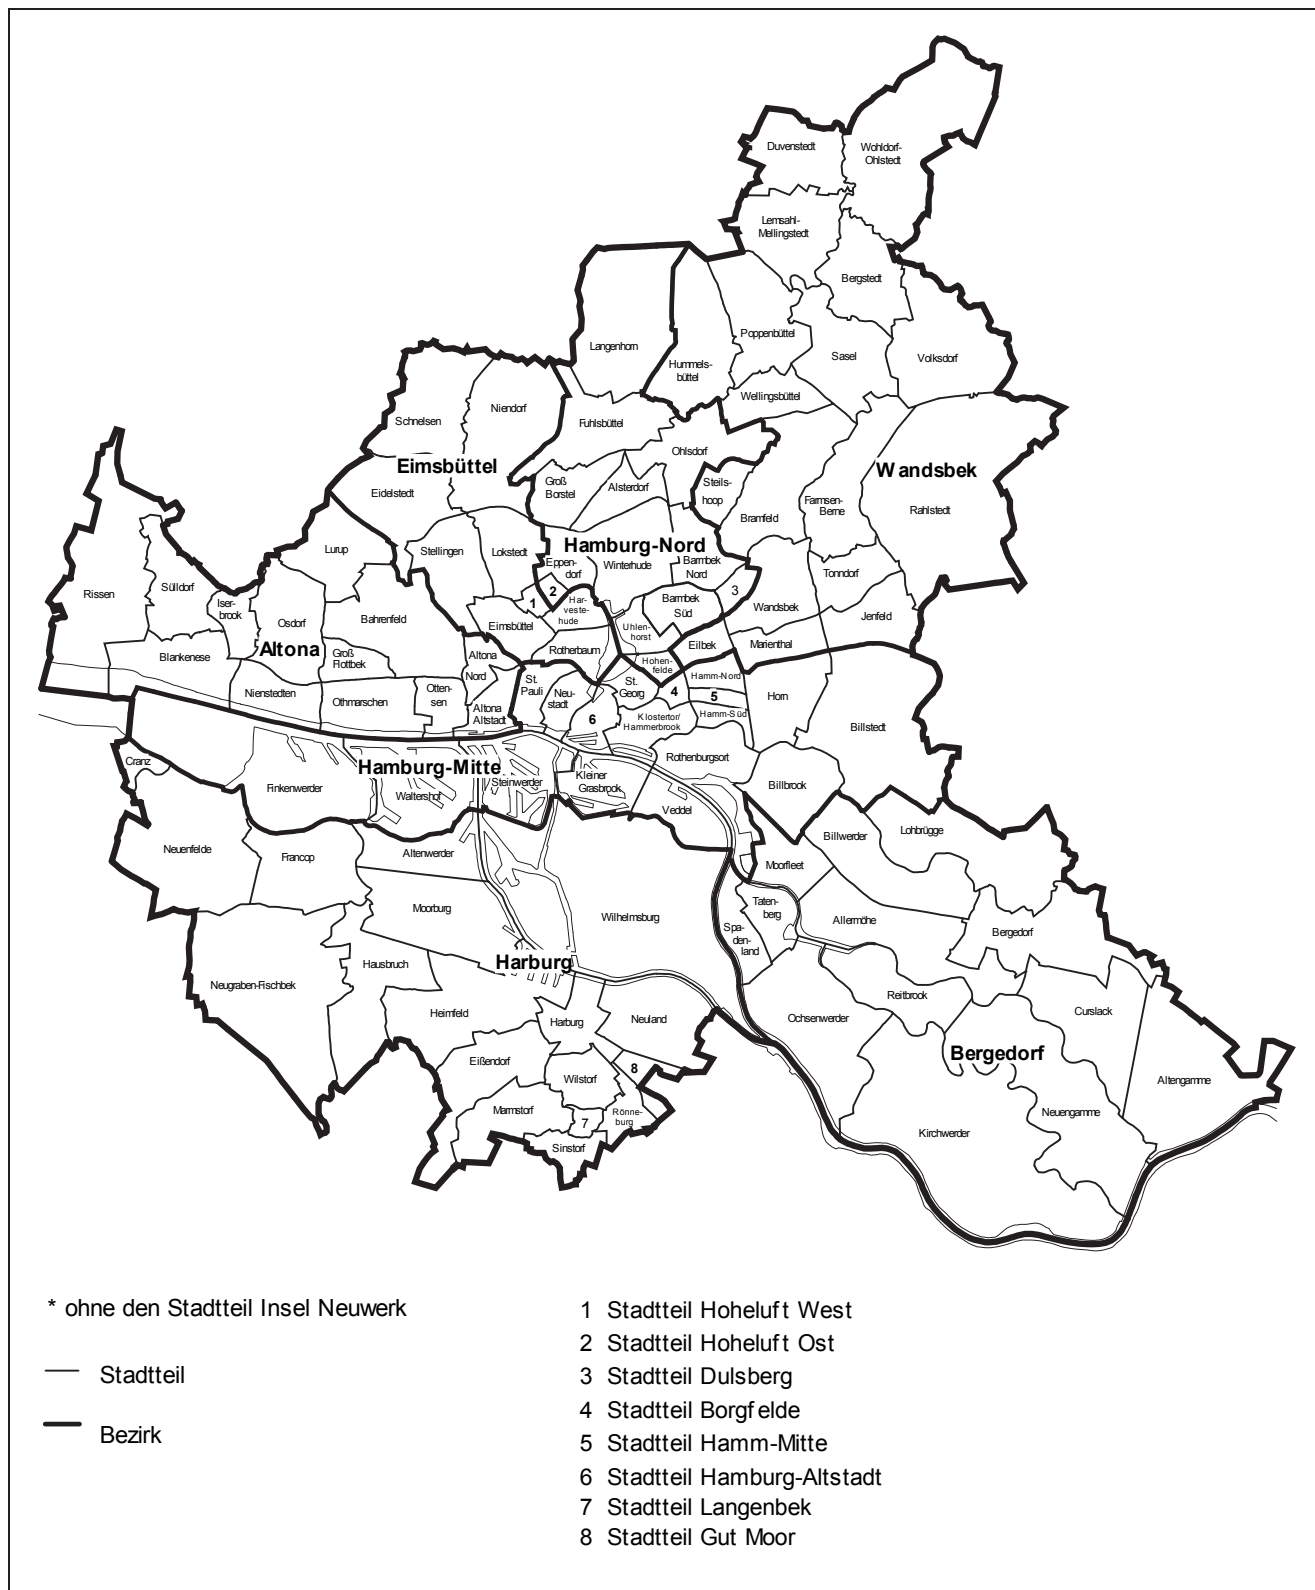 Duvenstedt
Wohldorf-
Ohlstedt
Lemsahl-
Mellingstedt
Bergstedt
Poppenbüttel
Sasel
Volksdorf
Langenhorn
Hummels-
büttel
Wellingsbüttel
Niendorf
Schnelsen
Fuhlsbüttel
Ohlsdorf
Eimsbüttel
Wandsbek
Eidelstedt
Groß
Borstel
Alsterdorf
Steils-
hoop
Bramfeld
Farmsen-
Berne
Rahlstedt
Lurup
Stellingen
Lokstedt
Hamburg-Nord
Eppen-
dorf
Winterhude
Barmbek
Nord
Tonndorf
Rissen
Sülldorf
Iser-
brook
Osdorf
Bahrenfeld
1
2
3
Har-
veste-
hude
Barmbek
Süd
Wandsbek
Jenfeld
Eimsbüttel
Uhlen-
horst
Eilbek
Marienthal
Blankenese
Altona
Groß
Flottbek
Altona
Nord
Rotherbaum
Hohen-
felde
Nienstedten
Othmarschen
Otten-
sen
Altona
Altstadt
St.
Pauli
Neu-
stadt
St.
Georg
4
Hamm-Nord
5
Hamm-Süd
Horn
Billstedt
6
Klostertor/
Hammerbrook
Rothenburgsort
Cranz
Hamburg-Mitte
Finkenwerder
Waltershof
Steinwerder
Kleiner
Grasbrook
Billbrook
Veddel
Neuenfelde
Francop
Altenwerder
Billwerder
Lohbrügge
Moorfleet
Moorburg
Wilhelmsburg
Taten-
berg
Allermöhe
Spa-
den-
land
Bergedorf
Harburg
Hausbruch
Neugraben-Fischbek
Heimfeld
Harburg
Neuland
Ochsenwerder
Reitbrook
Curslack
Bergedorf
Eißendorf
Wilstorf
8
Altengamme
Marmstorf
7
Rönne-
burg
Neuengamme
Sinstorf
Kirchwerder
* ohne den Stadtteil Insel Neuwerk
Stadtteil
Bezirk
1 Stadtteil Hoheluft West
2 Stadtteil Hoheluft Ost
3 Stadtteil Dulsberg
4 Stadtteil Borgfelde
5 Stadtteil Hamm-Mitte
6 Stadtteil Hamburg-Altstadt
7 Stadtteil Langenbek
8 Stadtteil Gut Moor